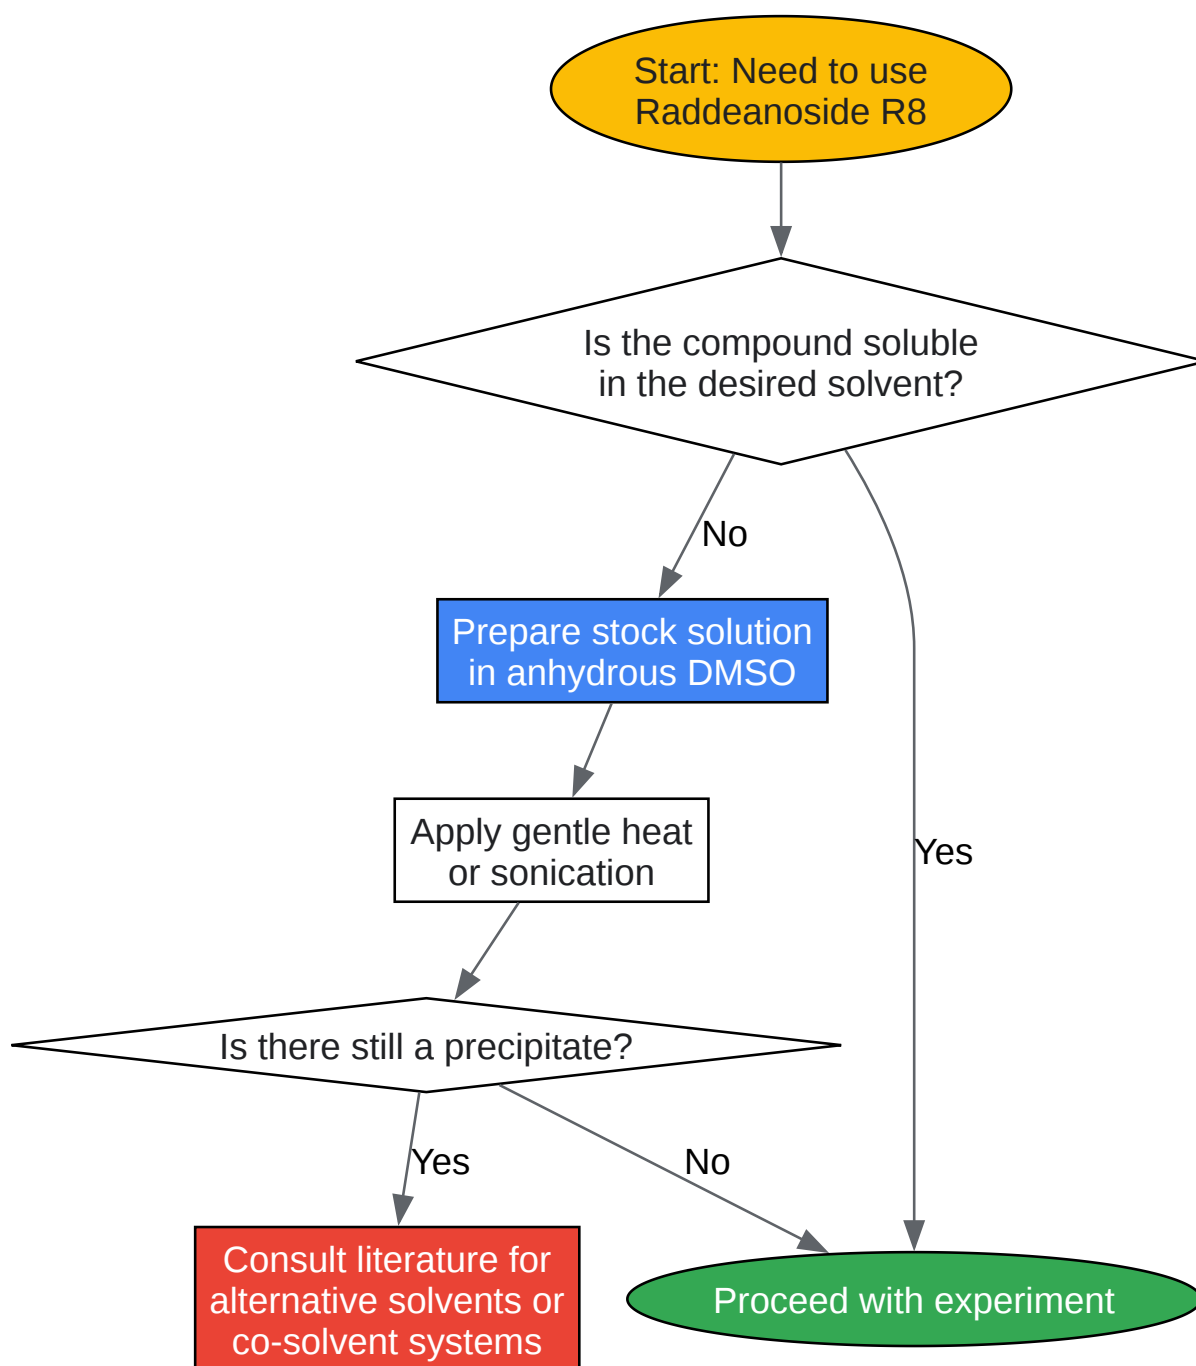 Start: Need to use
Raddeanoside R8
Is the compound soluble
in the desired solvent?
No
Prepare stock solution
in anhydrous DMSO
Apply gentle heat
or sonication
Yes
Is there still a precipitate?
Yes
No
Consult literature for
alternative solvents or
co-solvent systems
Proceed with experiment